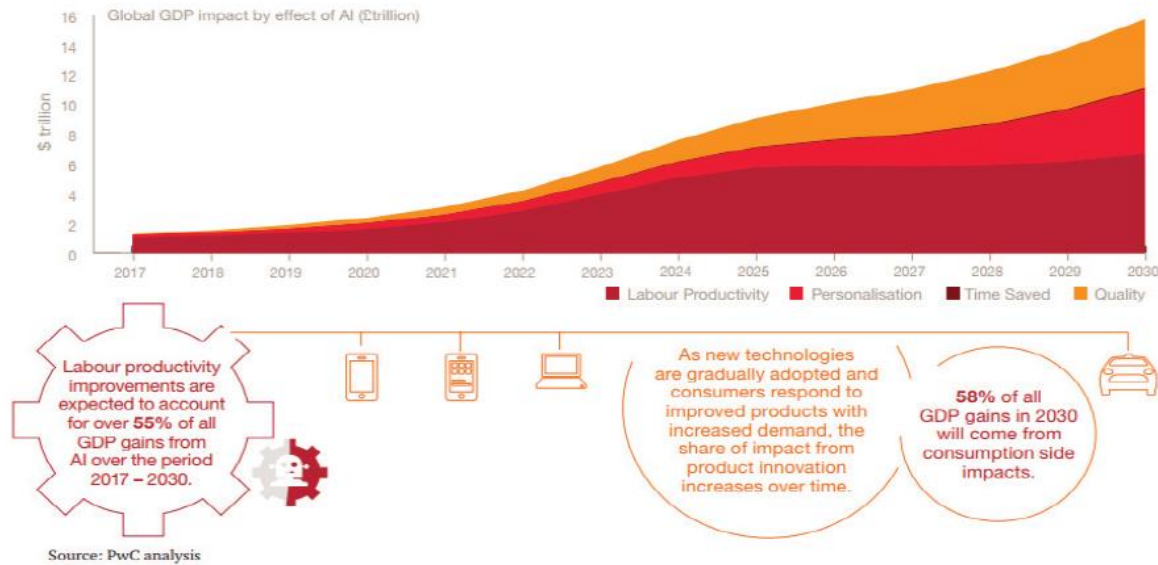 Global GDP impact by effect of AI (£trillion)
$ trillion
16
14
12
10
8
6
4
2
0
2017 2018 2019 2020 2021 2022 2023 2024 2025 2026 2027 2028 2029 2030
Labour Productivity Personalisation Time Saved Quality
Labour productivity
improvements are
expected to account
for over 55% of all
GDP gains from
AI over the period
2017 – 2030.
As new technologies
are gradually adopted and
consumers respond to
improved products with
increased demand, the
share of impact from
product innovation
increases over time.
58% of all
GDP gains in 2030
will come from
consumption side
impacts.
Source: PwC analysis